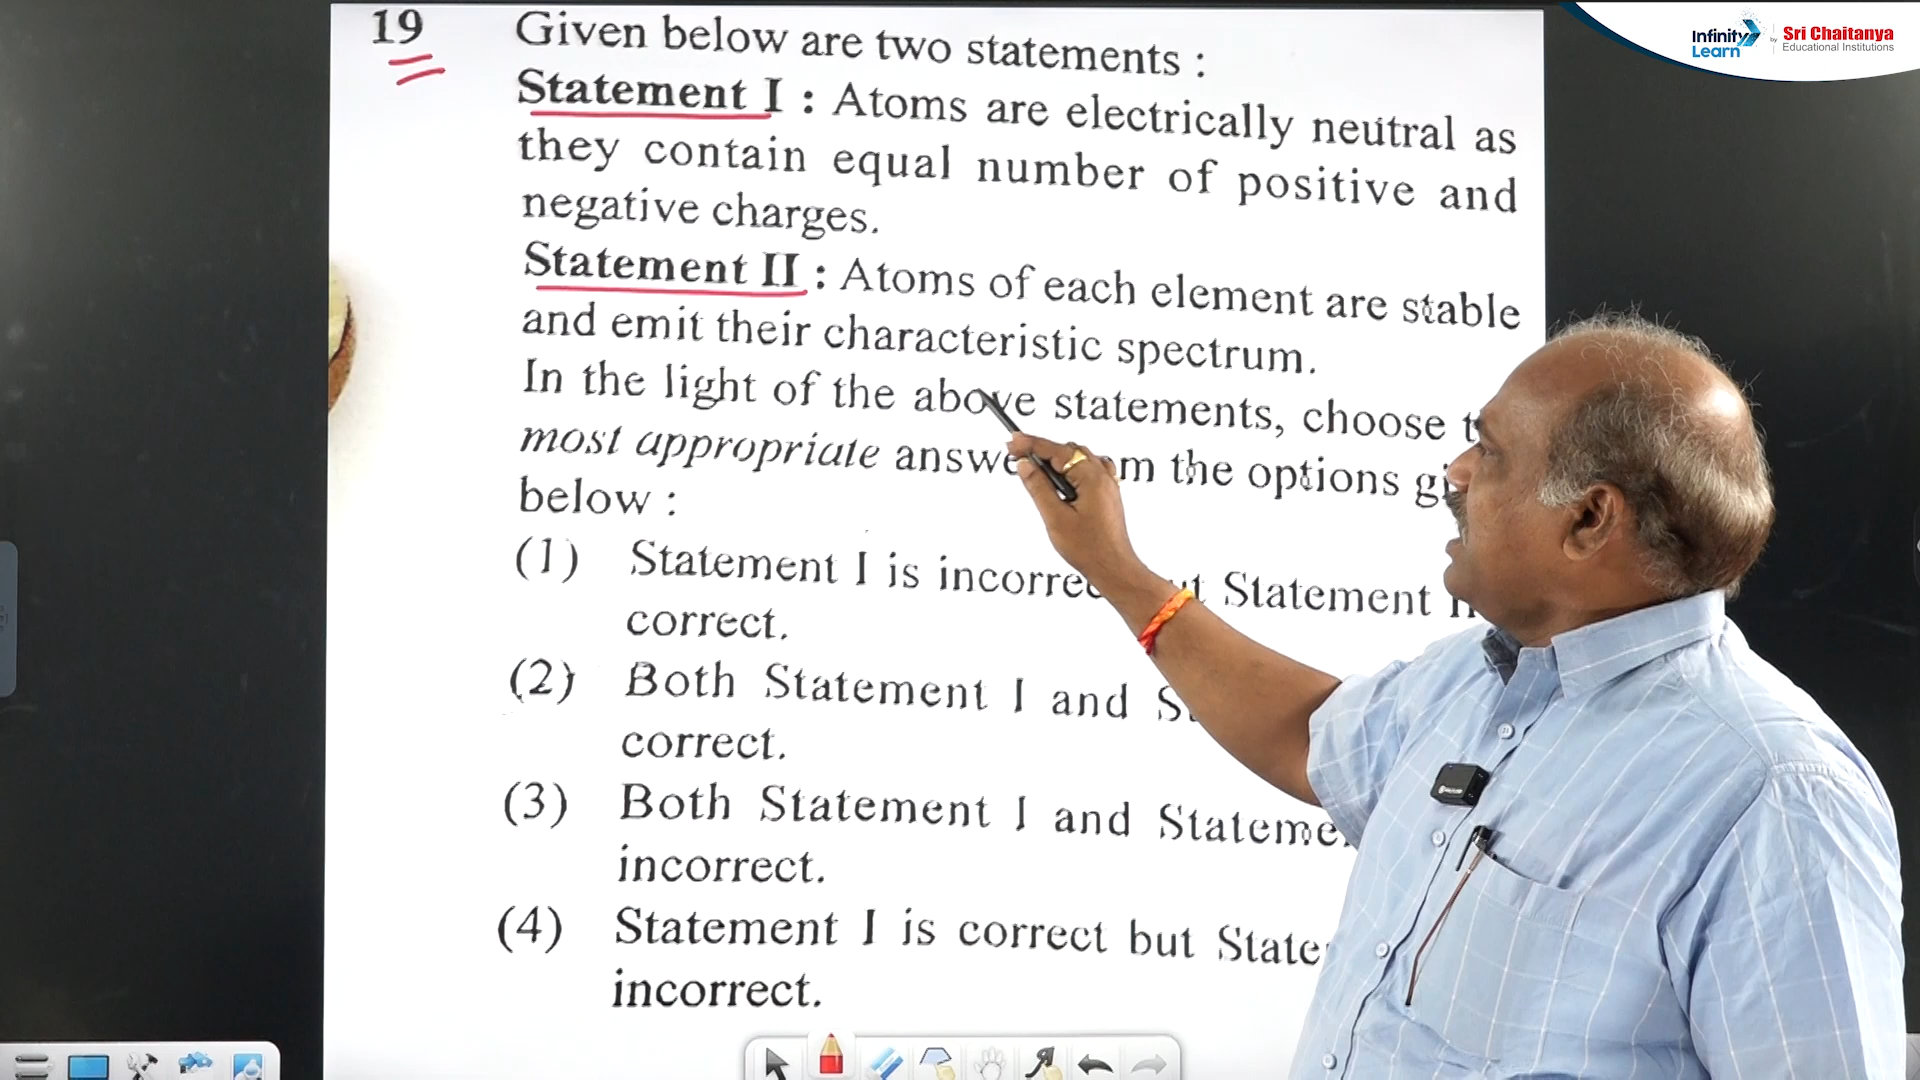 19 Given below are two statements :
Statement I : Atoms are electrically neutral as
they contain equal number of positive and
negative charges.
Statement II : Atoms of each element are stable
and emit their characteristic spectrum.
In the light of the above statements, choose
most appropriate the options
below :
(1) Statement I is Statement
correct.
(2) Both Statement I and
correct.
(3) Both Statement I and
incorrect.
(4) Statement I is correct but
incorrect.
Infinity Learn by Sri Chaitanya
Educational Institutions